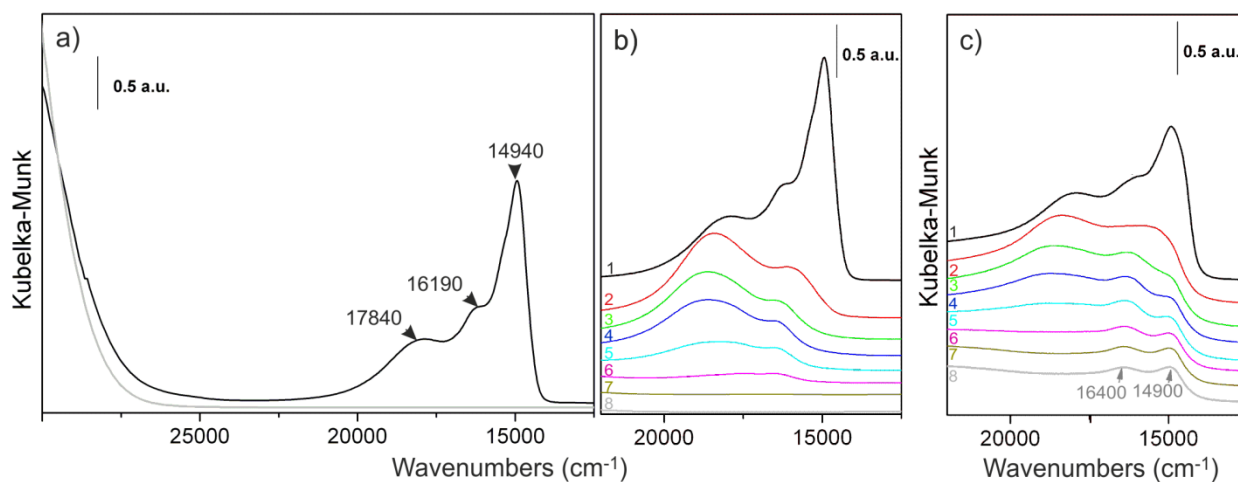 a)
0.5 a.u.
14940
16190
17840
Kubelka-Munk
25000
20000
15000
b)
0.5 a.u.
1
2
3
4
5
6
7
8
20000
15000
Wavenumbers (cm⁻¹)
c)
0.5 a.u.
Kubelka-Munk
1
2
3
4
5
6
7
8
16400
14900
20000
15000
Wavenumbers (cm⁻¹)